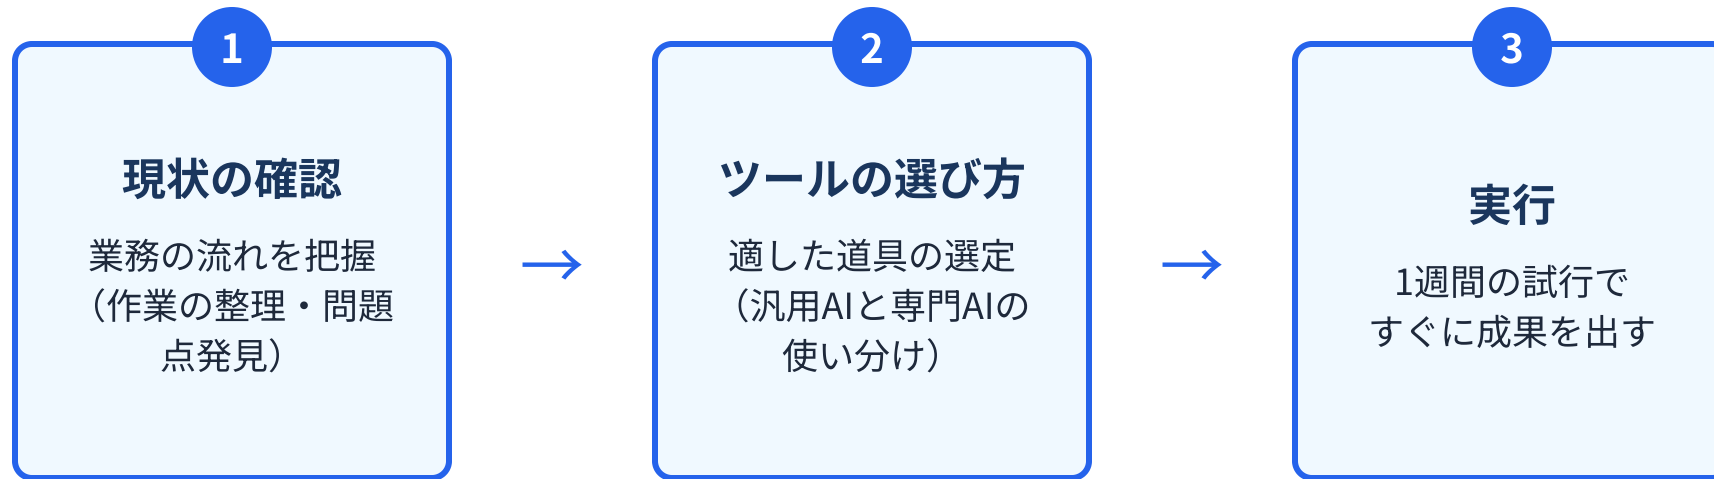 1
現状の確認
業務の流れを把握
（作業の整理・問題
点発見）
→
2
ツールの選び方
適した道具の選定
（汎用AIと専門AIの
使い分け）
→
3
実行
1週間の試行で
すぐに成果を出す